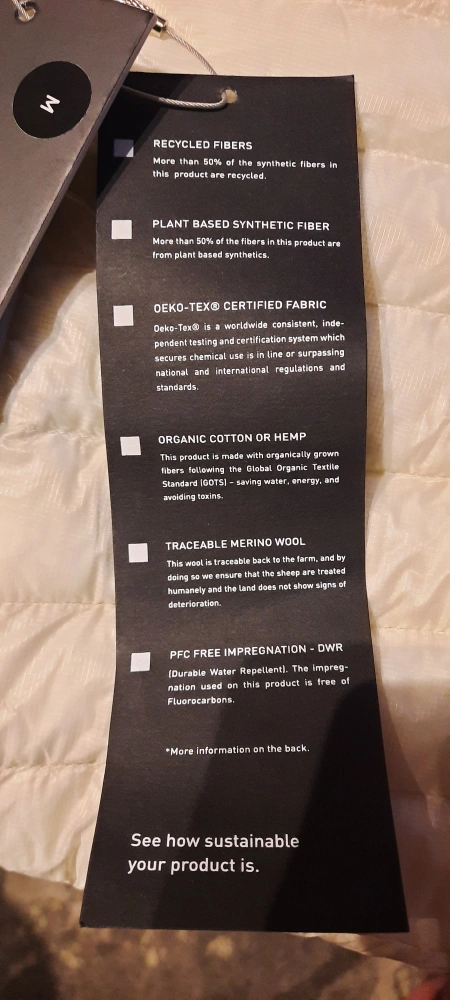 M
RECYCLED FIBERS
More than 50% of the synthetic fibers in
this product are recycled.
PLANT BASED SYNTHETIC FIBER
More than 50% of the fibers in this product are
from plant based synthetics.
OEKO-TEX® CERTIFIED FABRIC
Oeko-Tex® is a worldwide consistent, inde-
pendent testing and certification system which
secures chemical use is in line or surpassing
national and international regulations and
standards.
ORGANIC COTTON OR HEMP
This product is made with organically grown
fibers following the Global Organic Textile
Standard (GOTS) – saving water, energy, and
avoiding toxins.
TRACEABLE MERINO WOOL
This wool is traceable back to the farm, and by
doing so we ensure that the sheep are treated
humanely and the land does not show signs of
deterioration.
PFC FREE IMPREGNATION - DWR
(Durable Water Repellent). The impreg-
nation used on this product is free of
Fluorocarbons.
*More information on the back.
See how sustainable
your product is.